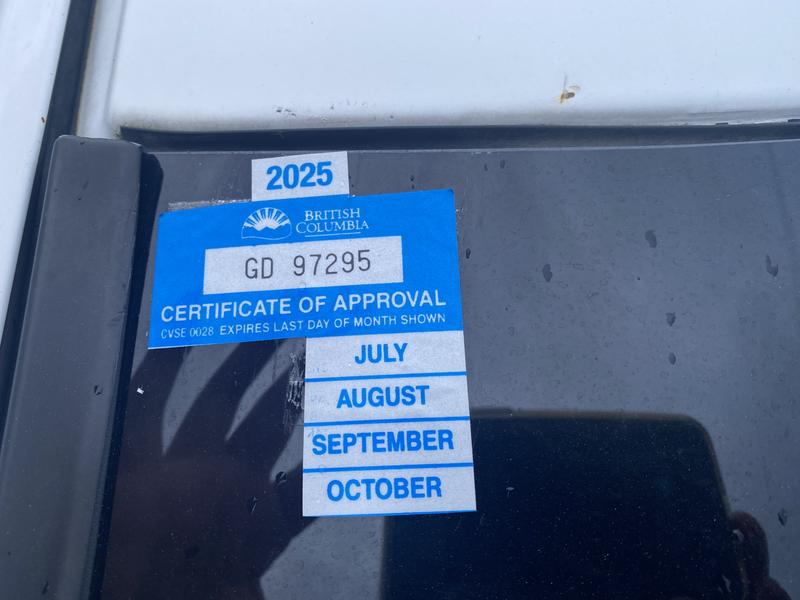 2025
BRITISH
COLUMBIA
GD 97295
CERTIFICATE OF APPROVAL
CVSE 0028 EXPIRES LAST DAY OF MONTH SHOWN
JULY
AUGUST
SEPTEMBER
OCTOBER